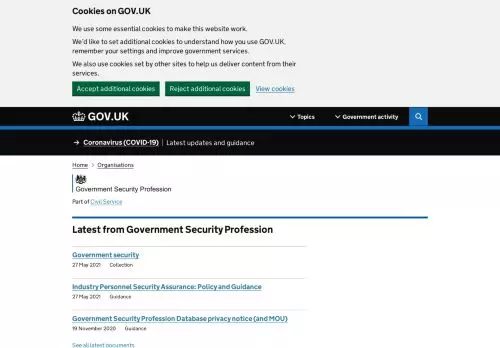 Cookies on GOV.UK
We use some essential cookies to make this website work.
We'd like to set additional cookies to understand how you use GOV.UK,
remember your settings and improve government services.
We also use cookies set by other sites to help us deliver content from their
services.
Accept additional cookies Reject additional cookies View cookies
GOV.UK Topics Government activity
→ Coronavirus (COVID-19) | Latest updates and guidance
Home > Organisations
Government Security Profession
Part of Civil Service
Latest from Government Security Profession
Government security
27 May 2021 Collection
Industry Personnel Security Assurance: Policy and Guidance
27 May 2021 Guidance
Government Security Profession Database privacy notice (and MOU)
19 November 2020 Guidance
See all latest documents